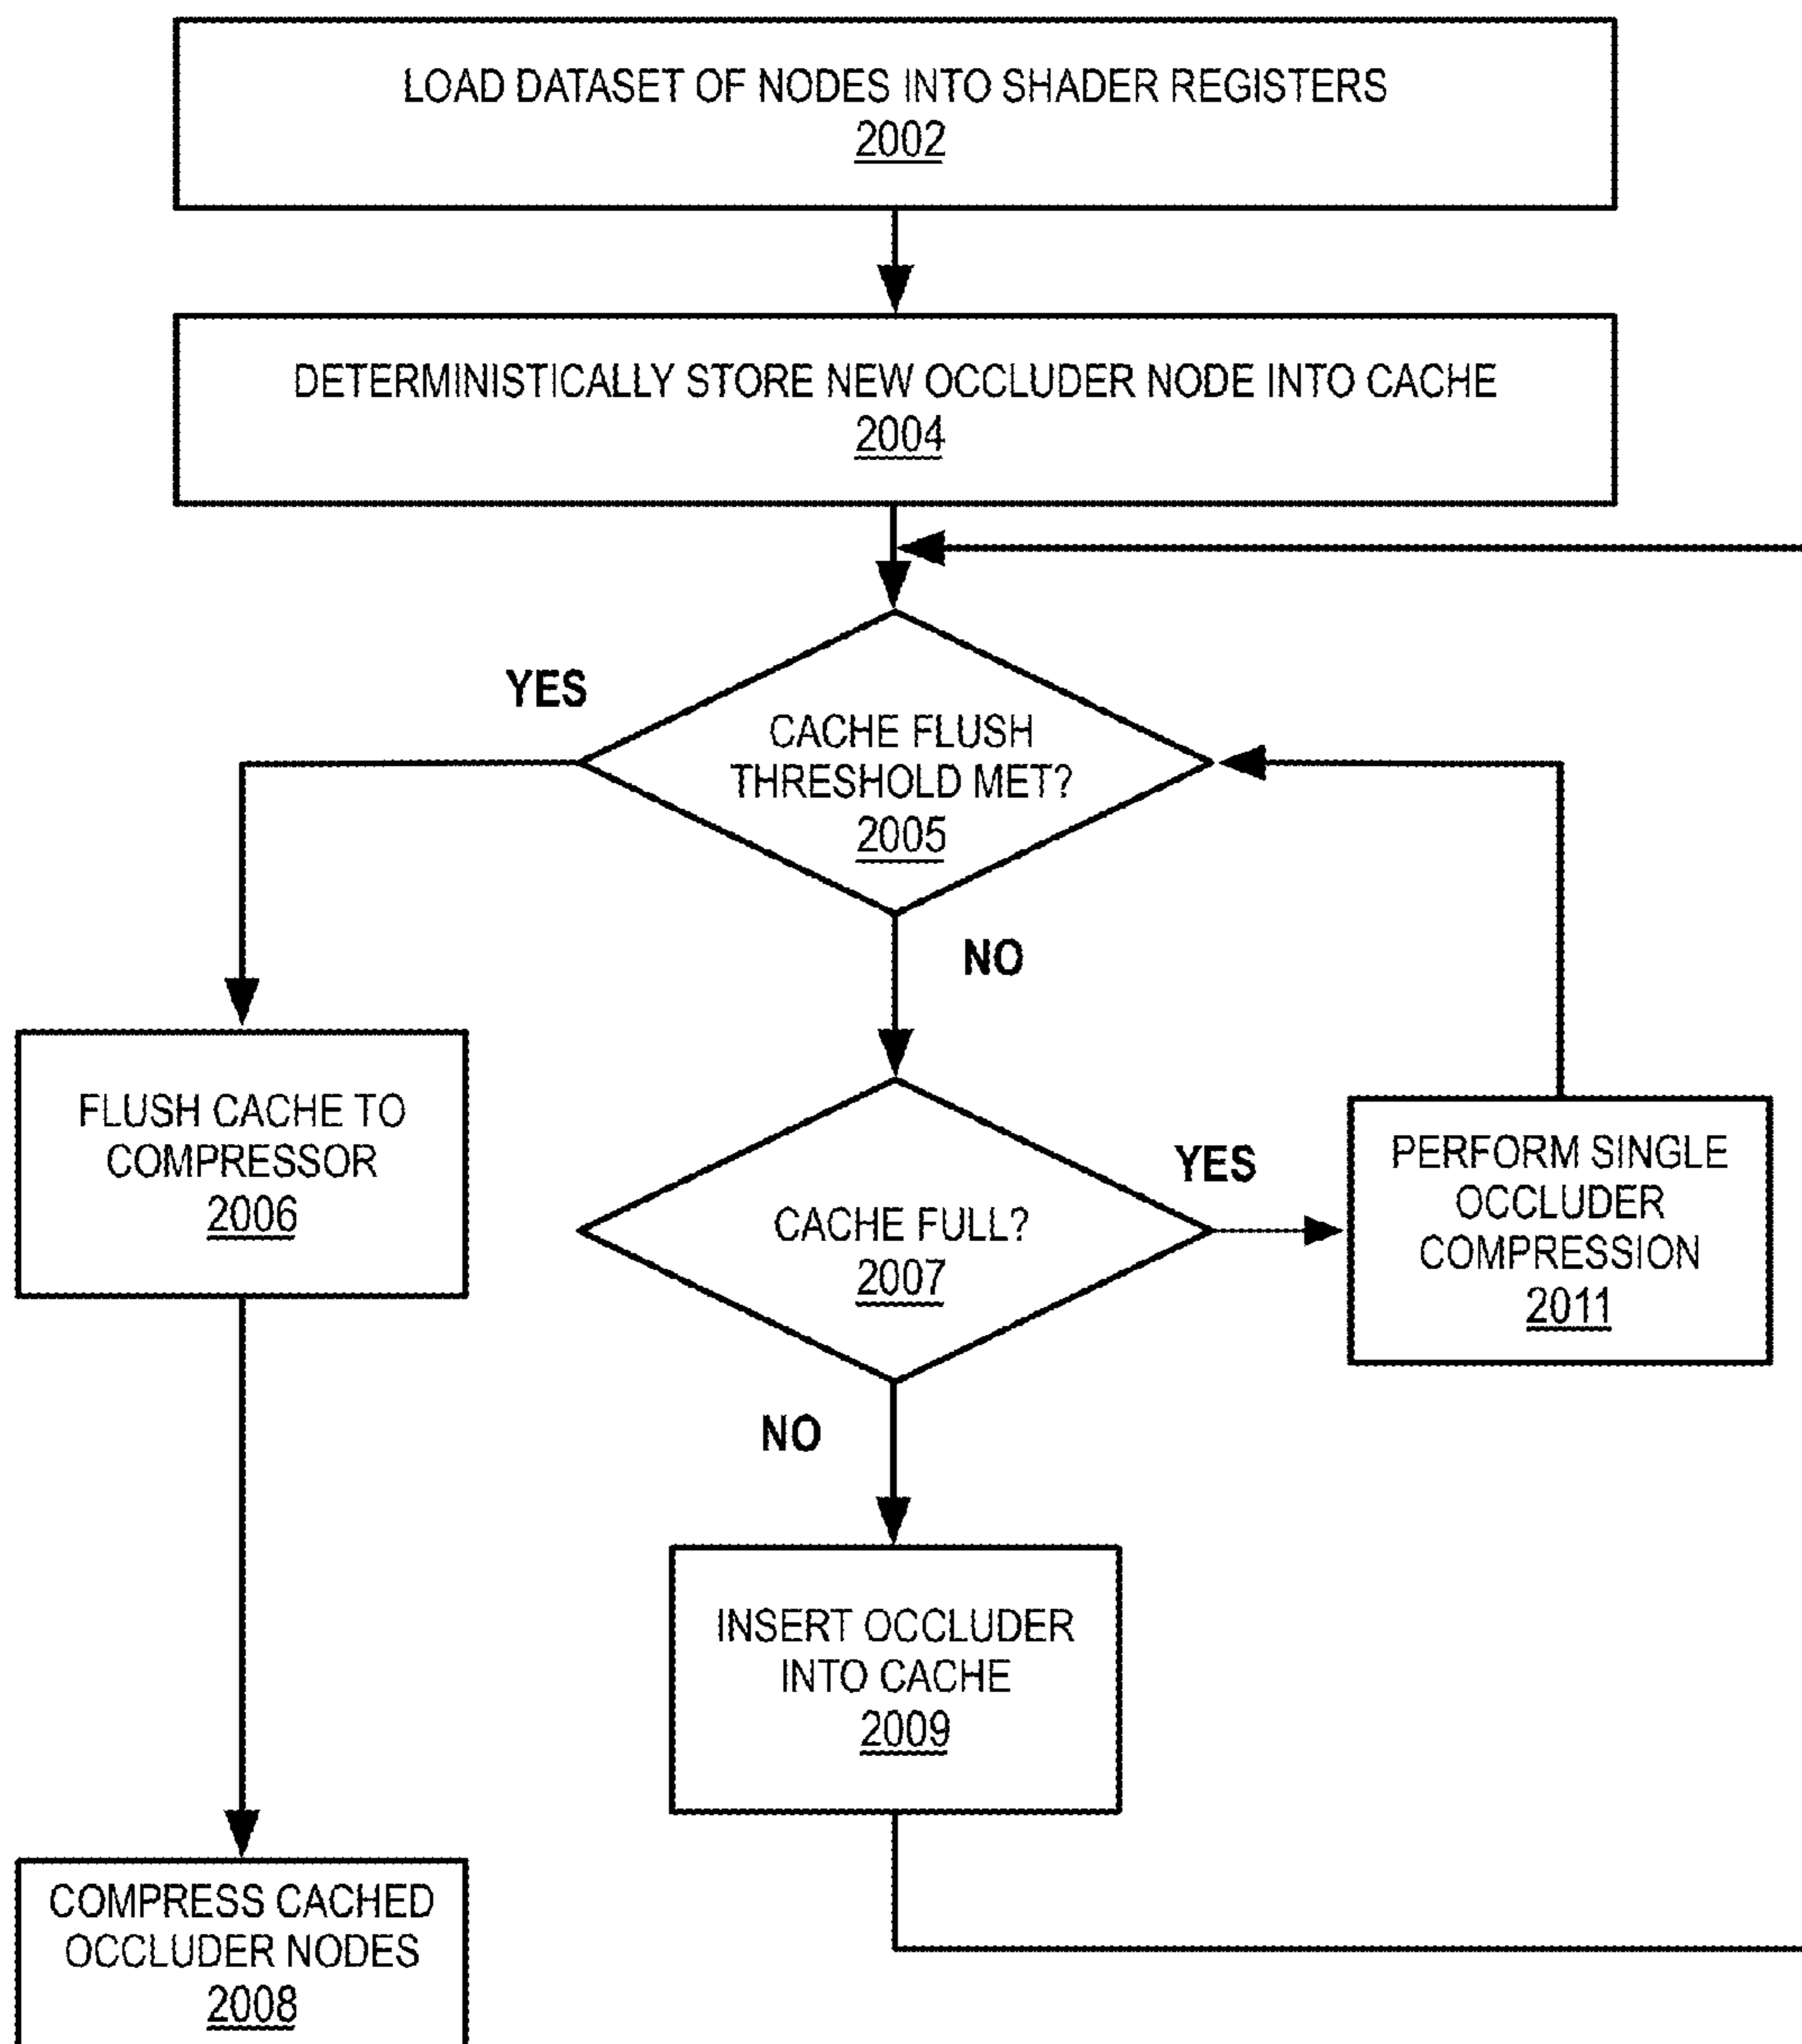 LOAD DATASET OF NODES INTO SHADER REGISTERS
2002
DETERMINISTICALLY STORE NEW OCCLUDER NODE INTO CACHE
2004
YES
CACHE FLUSH
THRESHOLD MET?
2005
NO
FLUSH CACHE TO
COMPRESSOR
2006
CACHE FULL?
2007
YES
PERFORM SINGLE
OCCLUDER
COMPRESSION
2011
NO
INSERT OCCLUDER
INTO CACHE
2009
COMPRESS CACHED
OCCLUDER NODES
2008